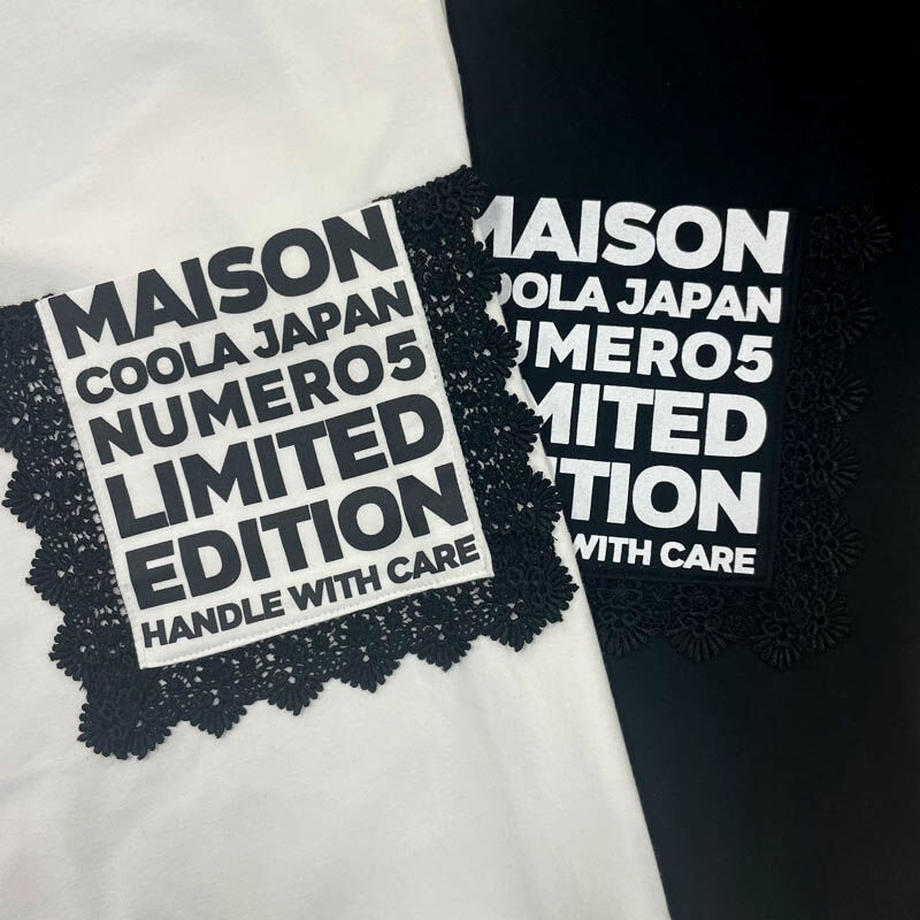 MAISON
COOLA JAPAN
NUMERO5
LIMITED
EDITION
HANDLE WITH CARE
MAISON
OOLA JAPAN
UMERO5
MITED
TION
WITH CARE